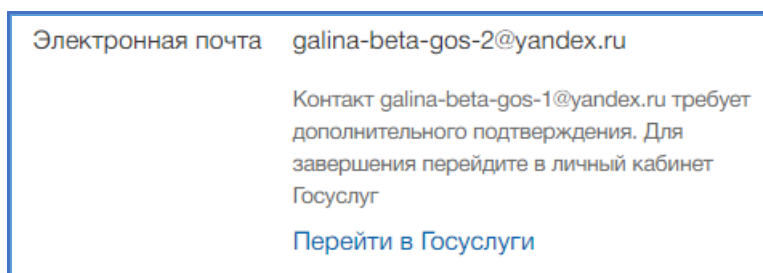 Электронная почта galina-beta-gos-2@yandex.ru
Контакт galina-beta-gos-1@yandex.ru требует
дополнительного подтверждения. Для
завершения перейдите в личный кабинет
Госуслуг
Перейти в Госуслуги